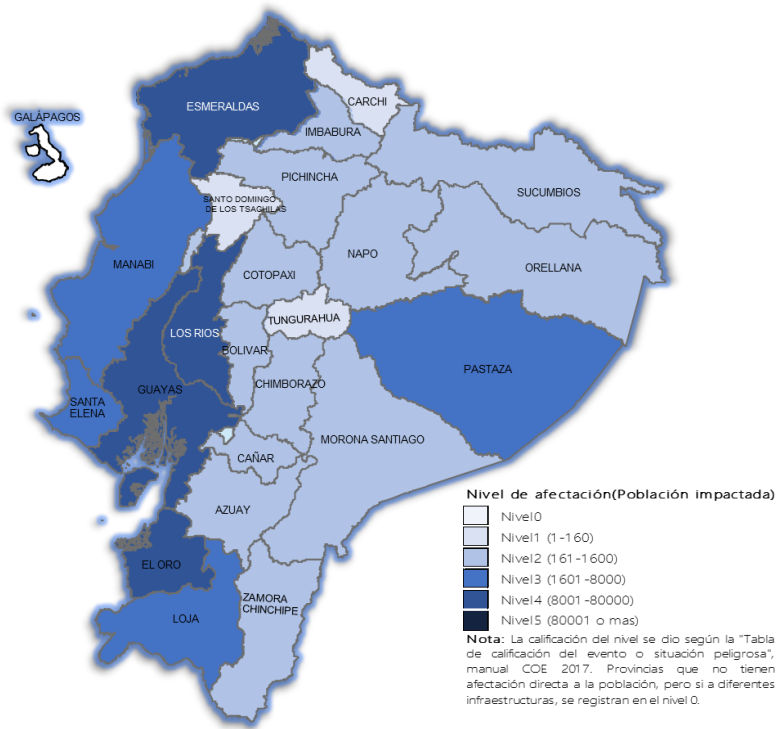 ESMERALDAS
CARCHI
GALÁPAGOS
IMBABURA
PICHINCHA
SUCUMBIOS
SANTO DOMINGO
DE LOS TSACHILAS
NAPO
MANABI
ORELLANA
COTOPAXI
TUNGURAHUA
LOS RIOS
BOLIVAR
PASTAZA
CHIMBORAZO
GUAYAS
SANTA
ELENA
MORONA SANTIAGO
CAÑAR
AZUAY
EL ORO
ZAMORA
CHINCHIPE
LOJA
Nivel de afectación(Población impactada)
Nivel0
Nivel1 (1-160)
Nivel2 (161-1600)
Nivel3 (1601-8000)
Nivel4 (8001-80000)
Nivel5 (80001 o mas)
Nota: La calificación del nivel se dio según la "Tabla
de calificación del evento o situación peligrosa",
manual COE 2017. Provincias que no tienen
afectación directa a la población, pero si a diferentes
infraestructuras, se registran en el nivel 0.